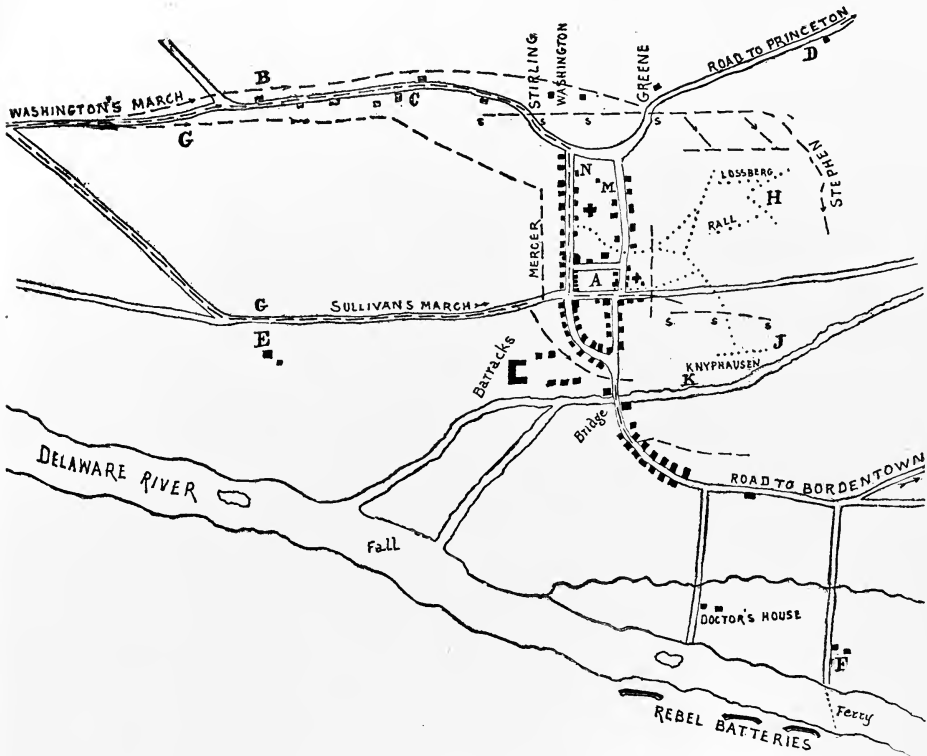 STIRLING
WASHINGTON
GREENE
ROAD TO PRINCETON
D
B
WASHINGTON'S MARCH
C
G
S
S
S
S
STEPHEN
N
M
LOSSBERG
H
RALL
MERCER
A
G
SULLIVANS MARCH
E
S
S
S
J
KNYPHAUSEN
K
Barracks
Bridge
DELAWARE RIVER
ROAD TO BORDENTOWN
Fall
DOCTOR'S HOUSE
F
Ferry
REBEL BATTERIES